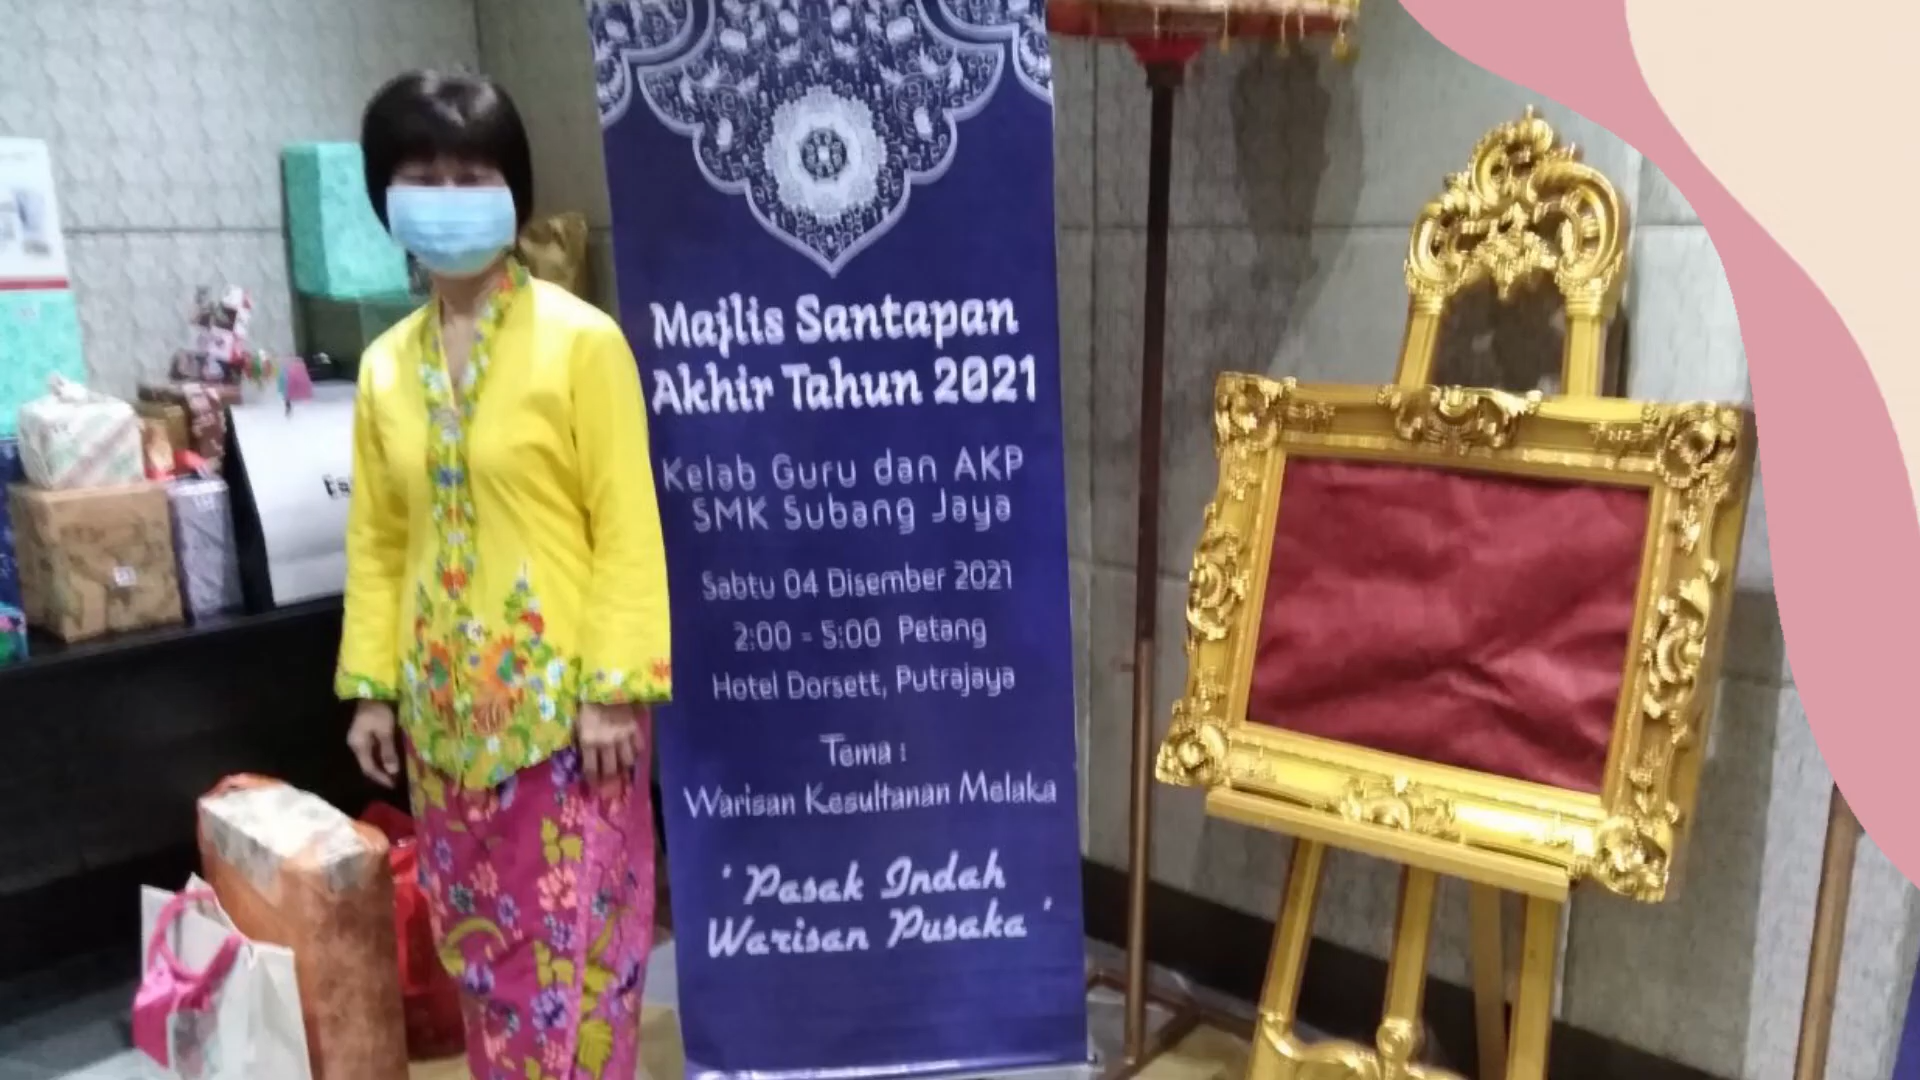 Majlis Santapan
Akhir Tahun 2021
Kelab Guru dan AKP
SMK Subang Jaya
Sabtu 04 Disember 2021
2:00 - 5:00 Petang
Hotel Dorsett, Putrajaya
Tema :
Warisan Kesultanan Melaka
' Pasak Indah
Warisan Pusaka '